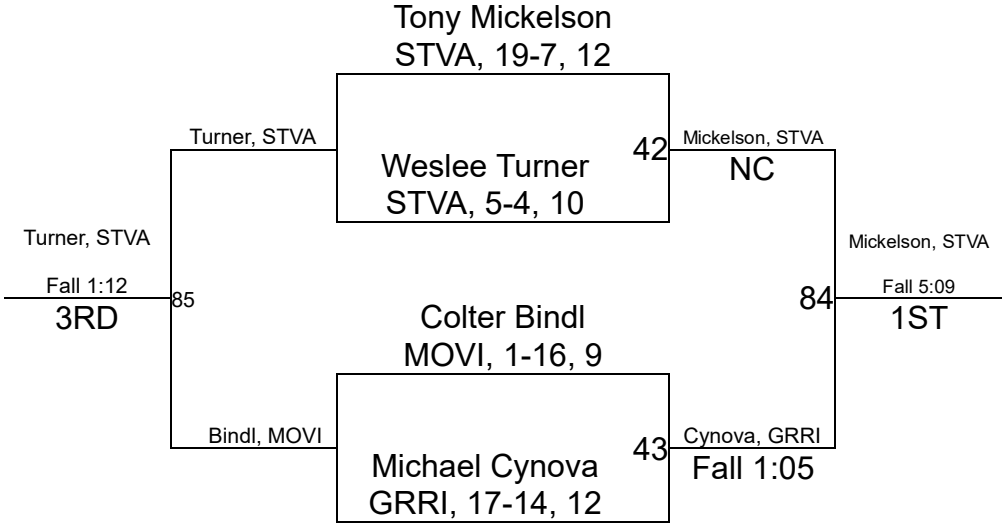 Tony Mickelson
STVA, 19-7, 12
Turner, STVA
42
Mickelson, STVA
NC
Weslee Turner
STVA, 5-4, 10
Turner, STVA
Fall 1:12
3RD
85
Mickelson, STVA
84
Fall 5:09
1ST
Colter Bindl
MOVI, 1-16, 9
Bindl, MOVI
43
Cynova, GRRI
Fall 1:05
Michael Cynova
GRRI, 17-14, 12